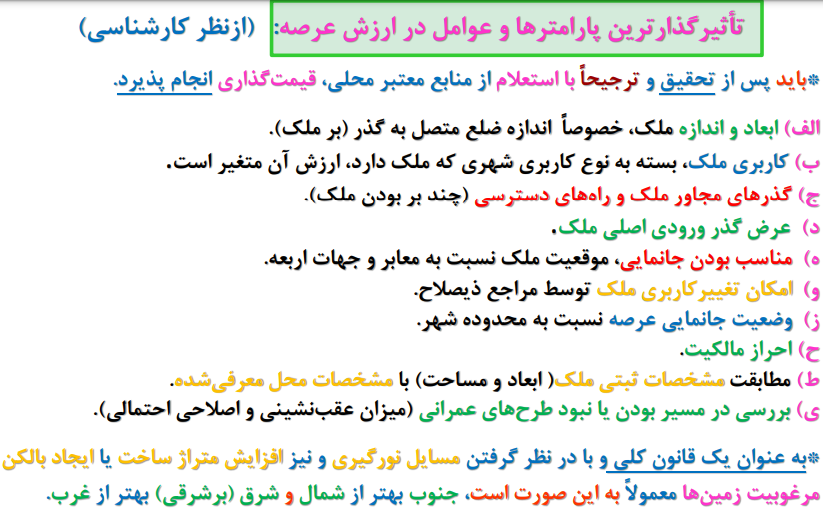 تأثیرگذارترین پارامترها و عوامل در ارزش عرصه: (ازنظر کارشناسی)
*باید پس از تحقیق و ترجیحاً با استعلام از منابع معتبر محلی، قیمت‌گذاری انجام پذیرد.
الف) ابعاد و اندازه ملک، خصوصاً اندازه ضلع متصل به گذر (بر ملک).
ب) کاربری ملک، بسته به نوع کاربری شهری که ملک دارد، ارزش آن متغیر است.
ج) گذرهای مجاور ملک و راه‌های دسترسی (چند بر بودن ملک).
د) عرض گذر ورودی اصلی ملک.
ه) مناسب بودن جانمایی، موقعیت ملک نسبت به معابر و جهات اربعه.
و) امکان تغییرکاربری ملک توسط مراجع ذیصلاح.
ز) وضعیت جانمایی عرصه نسبت به محدوده شهر.
ح) احراز مالکیت.
ط) مطابقت مشخصات ثبتی ملک( ابعاد و مساحت) با مشخصات محل معرفی‌شده.
ی) بررسی در مسیر بودن یا نبود طرح‌های عمرانی (میزان عقب‌نشینی و اصلاحی احتمالی).
*به عنوان یک قانون کلی و با در نظر گرفتن مسایل نورگیری و نیز افزایش متراژ ساخت یا ایجاد بالکن
مرغوبیت زمین‌ها معمولاً به این صورت است، جنوب بهتر از شمال و شرق (برشرقی) بهتر از غرب.